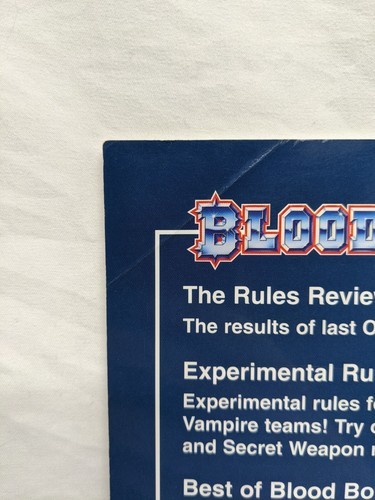 BLOOD
The Rules Review
The results of last O
Experimental Ru
Experimental rules f
Vampire teams! Try
and Secret Weapon
Best of Blood Bo